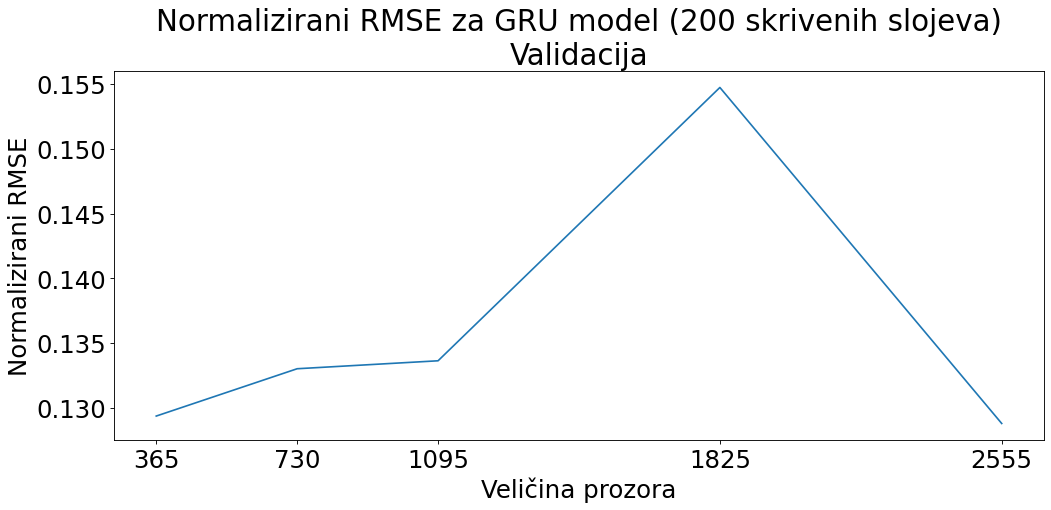 Normalizirani RMSE za GRU model (200 skrivenih slojeva)
Validacija
Normalizirani RMSE
0.155
0.150
0.145
0.140
0.135
0.130
365 730 1095 1825 2555
Veličina prozora